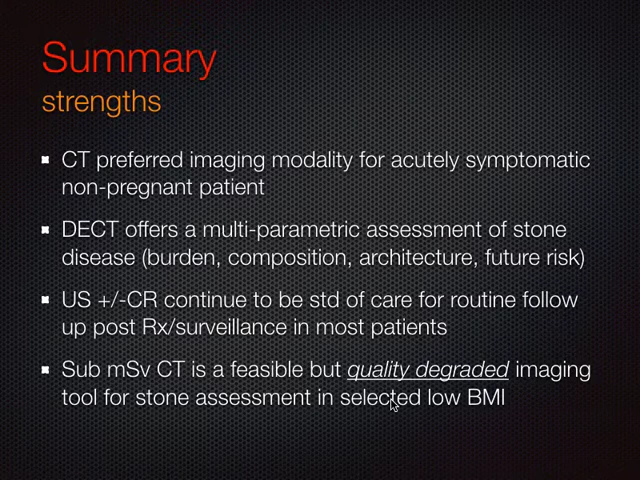 Summary
strengths
CT preferred imaging modality for acutely symptomatic
non-pregnant patient
DECT offers a multi-parametric assessment of stone
disease (burden, composition, architecture, future risk)
US +/-CR continue to be std of care for routine follow
up post Rx/surveillance in most patients
Sub mSv CT is a feasible but quality degraded imaging
tool for stone assessment in selected low BMI